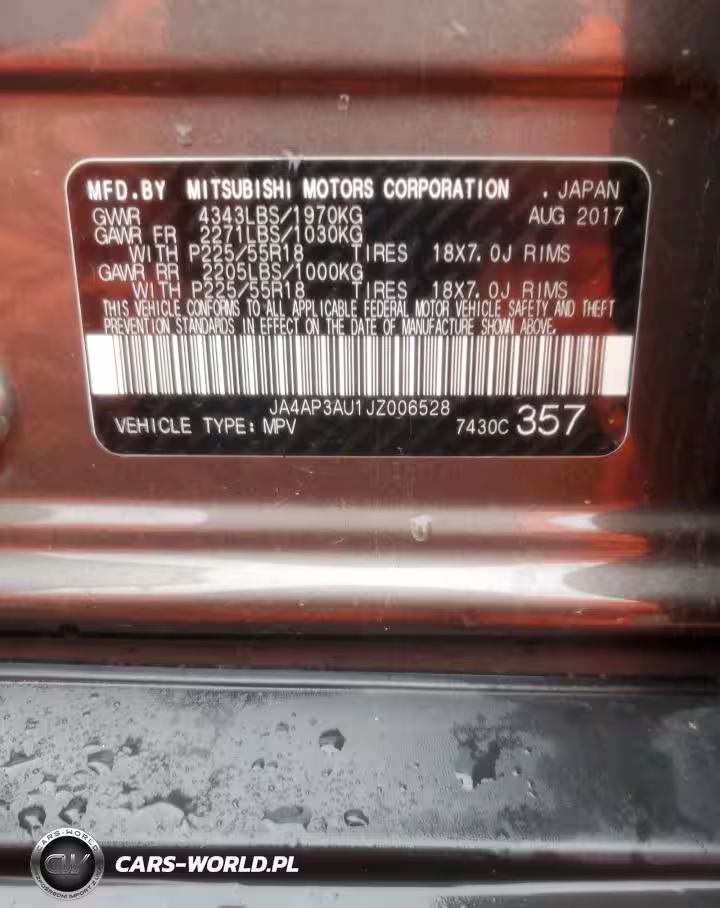 MFD.BY MITSUBISHI MOTORS CORPORATION . JAPAN
GVWR 4343LBS/1970KG AUG 2017
GAWR FR 2271LBS/1030KG
WITH P225/55R18 TIRES 18X7.0J RIMS
GAWR RR 2205LBS/1000KG
WITH P225/55R18 TIRES 18X7.0J RIMS
THIS VEHICLE CONFORMS TO ALL APPLICABLE FEDERAL MOTOR VEHICLE SAFETY AND THEFT
PREVENTION STANDARDS IN EFFECT ON THE DATE OF MANUFACTURE SHOWN ABOVE.
JA4AP3AU1JZ006528
VEHICLE TYPE: MPV 7430C 357
CARS-WORLD
CW
CARS-WORLD.PL